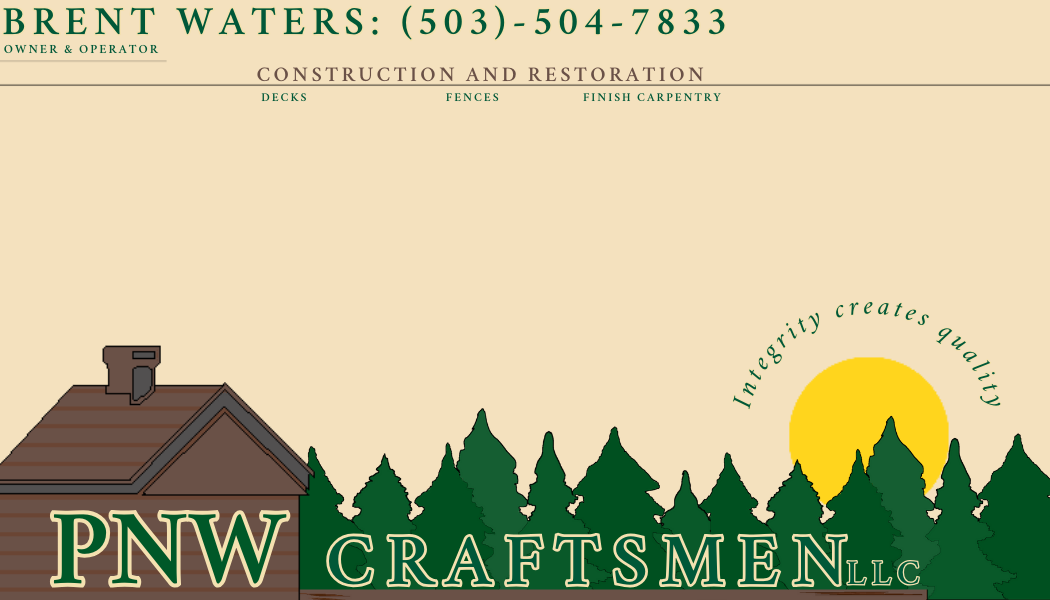 BRENT WATERS: (503)-504-7833
OWNER & OPERATOR
CONSTRUCTION AND RESTORATION
DECKS FENCES FINISH CARPENTRY
Integrity creates quality
PNW CRAFTSMEN LLC